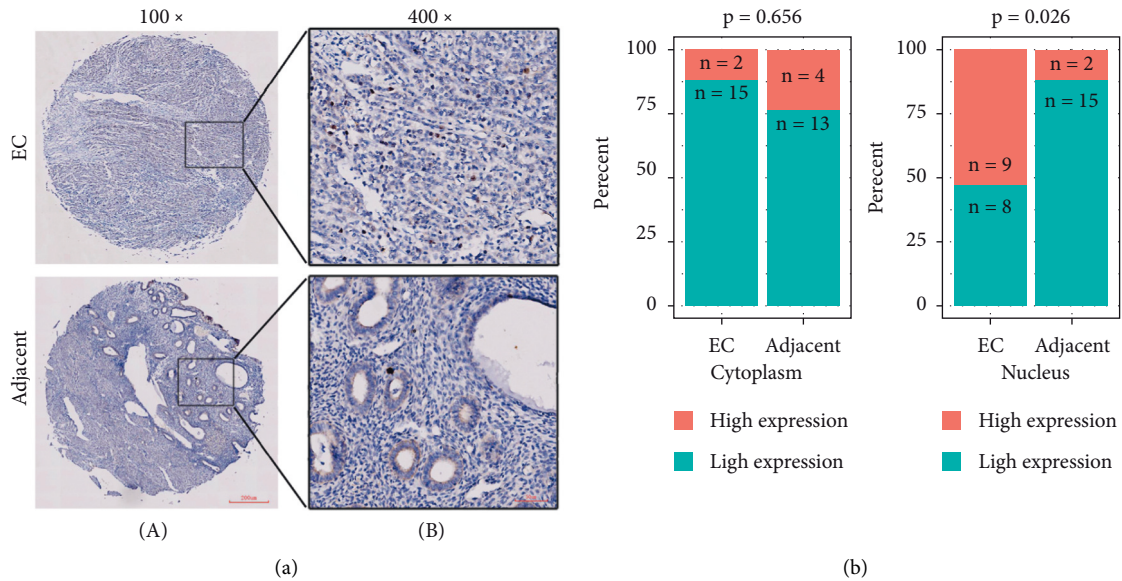 100 ×
400 ×
EC
Adjacent
200um
(A)
(B)
(a)
p = 0.656
Perecent
100
75
50
25
0
n = 2
n = 15
n = 4
n = 13
EC
Adjacent
Cytoplasm
High expression
Ligh expression
p = 0.026
Perecent
100
75
50
25
0
n = 9
n = 8
n = 2
n = 15
EC
Adjacent
Nucleus
High expression
Ligh expression
(b)